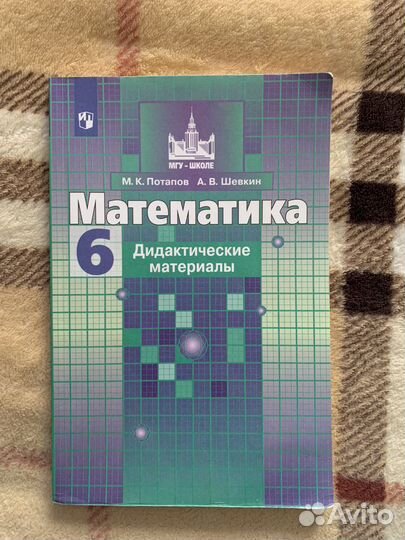 МГУ - ШКОЛЕ
М. К. Потапов А. В. Шевкин
Математика
6
Дидактические
материалы
Avito